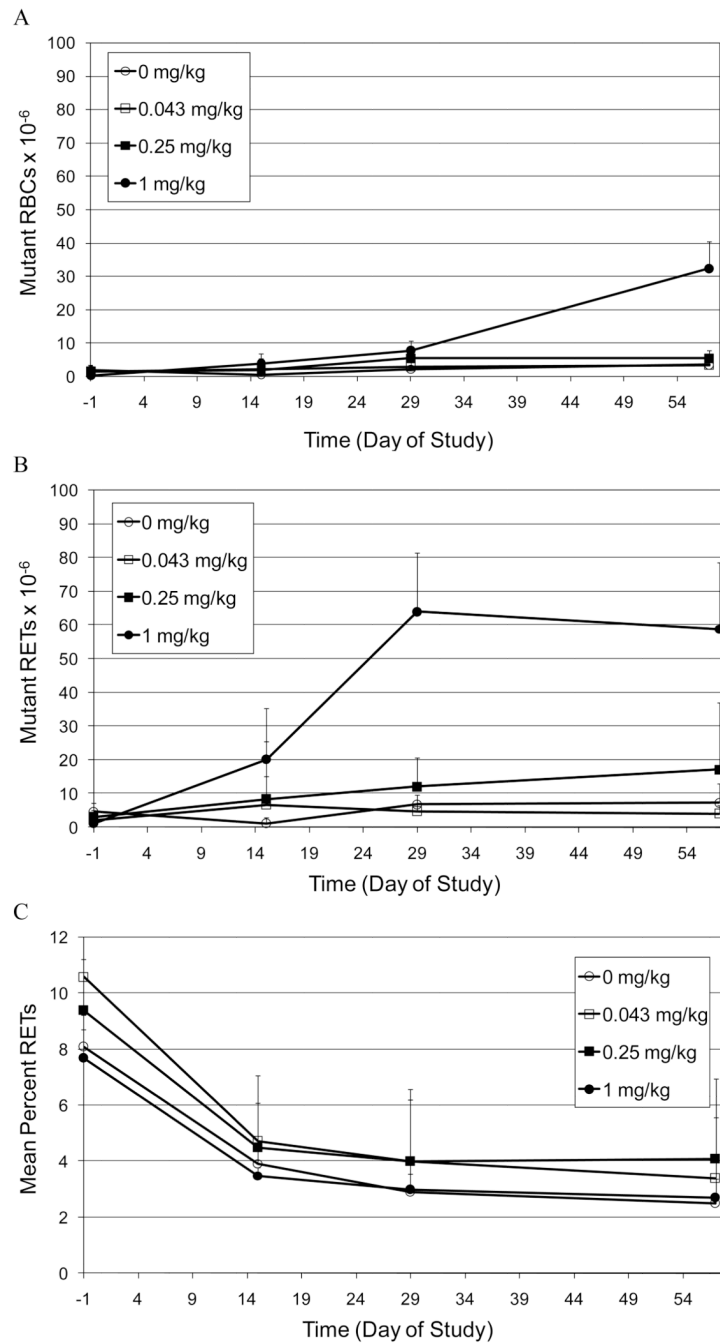 A
100
90
80
70
60
50
40
30
20
10
0
Mutant RBCs x 10-6
0 mg/kg
0.043 mg/kg
0.25 mg/kg
1 mg/kg
-1 4 9 14 19 24 29 34 39 44 49 54
Time (Day of Study)
B
100
90
80
70
60
50
40
30
20
10
0
Mutant RETs x 10-6
0 mg/kg
0.043 mg/kg
0.25 mg/kg
1 mg/kg
-1 4 9 14 19 24 29 34 39 44 49 54
Time (Day of Study)
C
12
10
8
6
4
2
0
Mean Percent RETs
0 mg/kg
0.043 mg/kg
0.25 mg/kg
1 mg/kg
-1 4 9 14 19 24 29 34 39 44 49 54
Time (Day of Study)